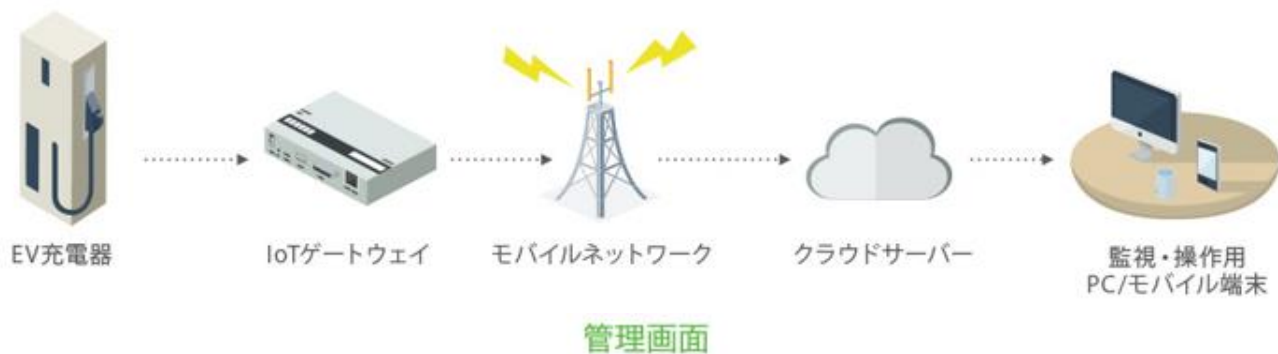 EV充電器
IoTゲートウェイ
モバイルネットワーク
クラウドサーバー
監視・操作用
PC/モバイル端末
管理画面